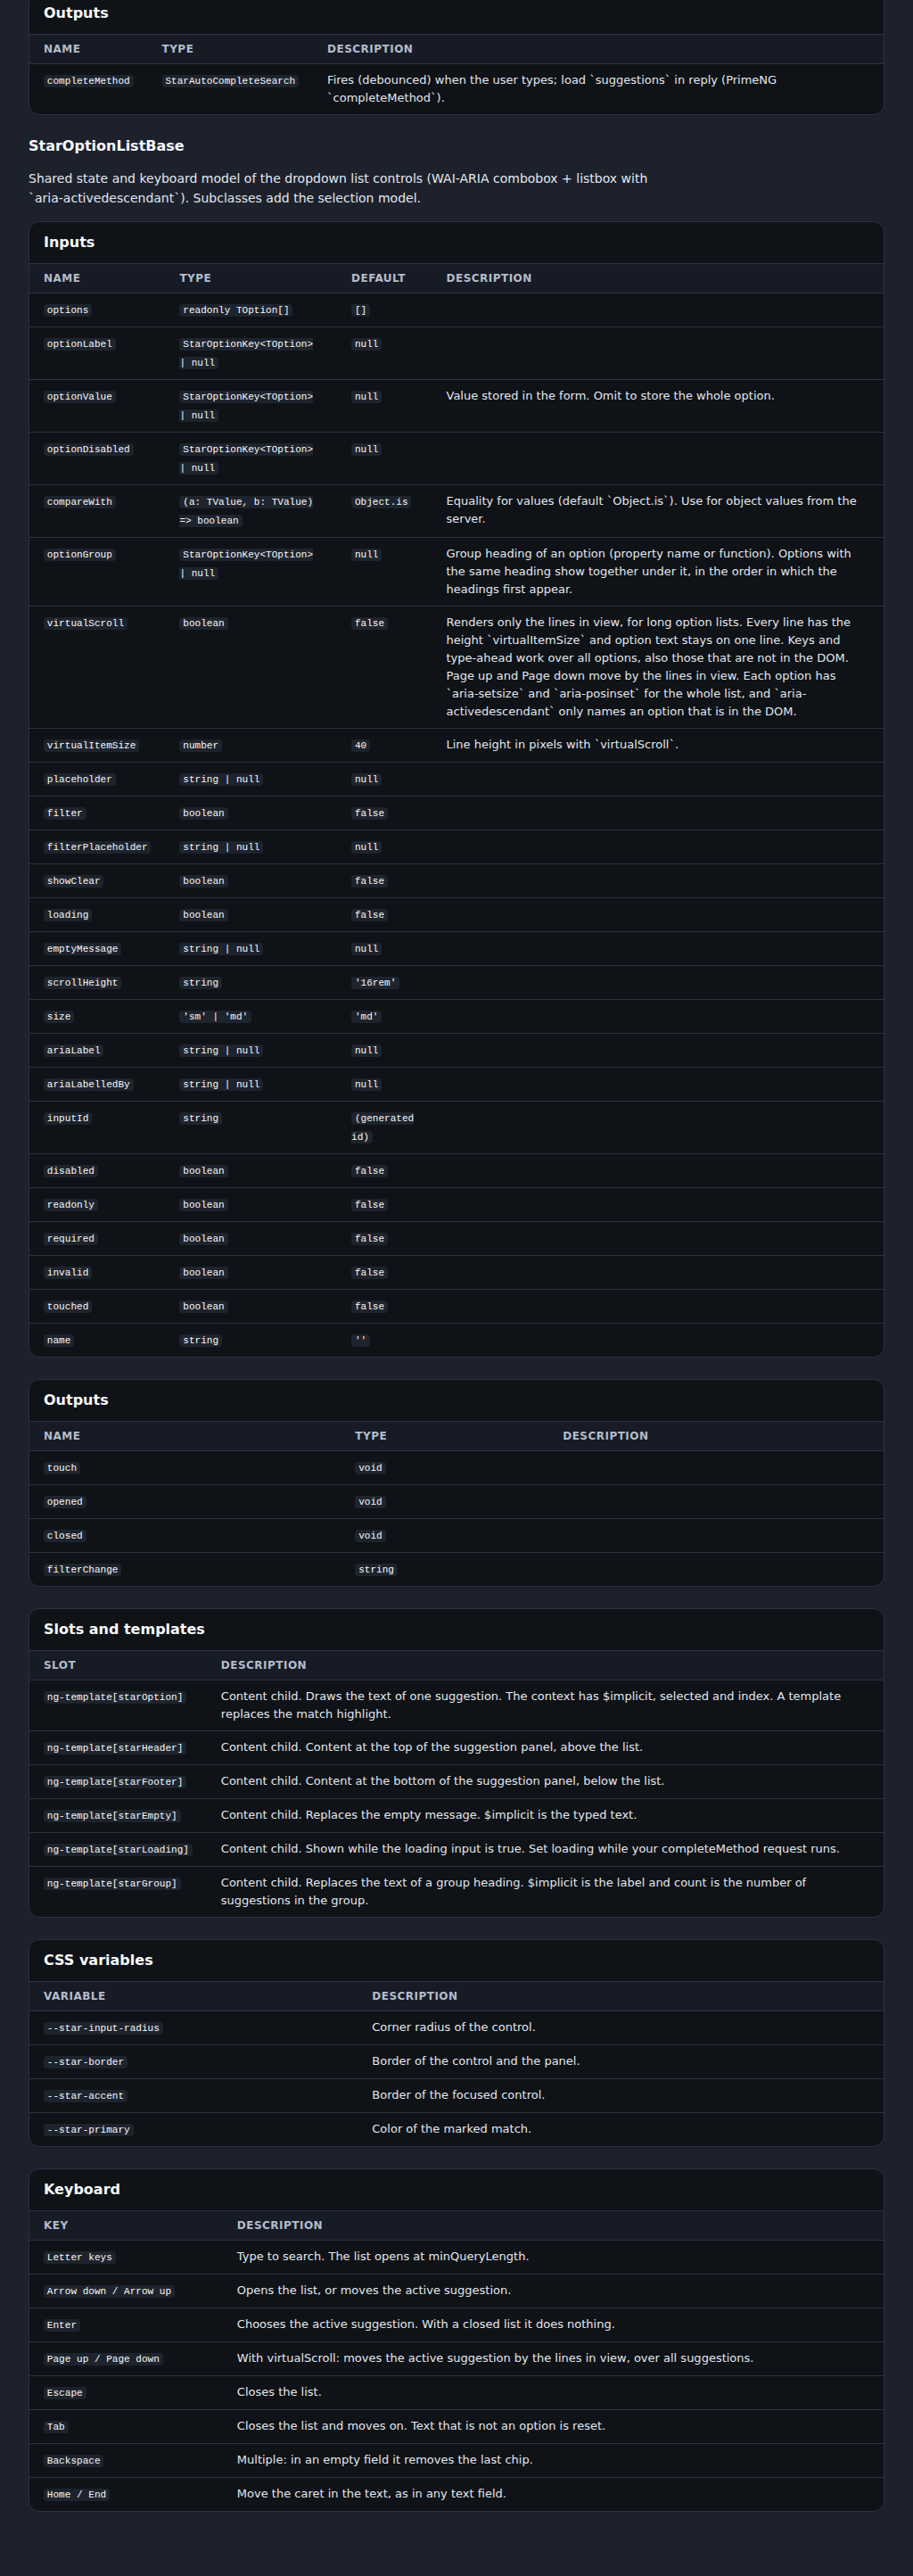 Outputs
NAME TYPE DESCRIPTION
completeMethod StarAutoCompleteSearch Fires (debounced) when the user types; load `suggestions` in reply (PrimeNG
`completeMethod`).
StarOptionListBase
Shared state and keyboard model of the dropdown list controls (WAI-ARIA combobox + listbox with
`aria-activedescendant`). Subclasses add the selection model.
Inputs
NAME TYPE DEFAULT DESCRIPTION
options readonly TOption[] []
optionLabel StarOptionKey<TOption> null
| null
optionValue StarOptionKey<TOption> null Value stored in the form. Omit to store the whole option.
| null
optionDisabled StarOptionKey<TOption> null
| null
compareWith (a: TValue, b: TValue) Object.is Equality for values (default `Object.is`). Use for object values from the
=> boolean server.
optionGroup StarOptionKey<TOption> null Group heading of an option (property name or function). Options with
| null the same heading show together under it, in the order in which the
headings first appear.
virtualScroll boolean false Renders only the lines in view, for long option lists. Every line has the
height `virtualItemSize` and option text stays on one line. Keys and
type-ahead work over all options, also those that are not in the DOM.
Page up and Page down move by the lines in view. Each option has
`aria-setsize` and `aria-posinset` for the whole list, and `aria-
activedescendant` only names an option that is in the DOM.
virtualItemSize number 40 Line height in pixels with `virtualScroll`.
placeholder string | null null
filter boolean false
filterPlaceholder string | null null
showClear boolean false
loading boolean false
emptyMessage string | null null
scrollHeight string '16rem'
size 'sm' | 'md' 'md'
ariaLabel string | null null
ariaLabelledBy string | null null
inputId string (generated
id)
disabled boolean false
readonly boolean false
required boolean false
invalid boolean false
touched boolean false
name string ''
Outputs
NAME TYPE DESCRIPTION
touch void
opened void
closed void
filterChange string
Slots and templates
SLOT DESCRIPTION
ng-template[starOption] Content child. Draws the text of one suggestion. The context has $implicit, selected and index. A template
replaces the match highlight.
ng-template[starHeader] Content child. Content at the top of the suggestion panel, above the list.
ng-template[starFooter] Content child. Content at the bottom of the suggestion panel, below the list.
ng-template[starEmpty] Content child. Replaces the empty message. $implicit is the typed text.
ng-template[starLoading] Content child. Shown while the loading input is true. Set loading while your completeMethod request runs.
ng-template[starGroup] Content child. Replaces the text of a group heading. $implicit is the label and count is the number of
suggestions in the group.
CSS variables
VARIABLE DESCRIPTION
--star-input-radius Corner radius of the control.
--star-border Border of the control and the panel.
--star-accent Border of the focused control.
--star-primary Color of the marked match.
Keyboard
KEY DESCRIPTION
Letter keys Type to search. The list opens at minQueryLength.
Arrow down / Arrow up Opens the list, or moves the active suggestion.
Enter Chooses the active suggestion. With a closed list it does nothing.
Page up / Page down With virtualScroll: moves the active suggestion by the lines in view, over all suggestions.
Escape Closes the list.
Tab Closes the list and moves on. Text that is not an option is reset.
Backspace Multiple: in an empty field it removes the last chip.
Home / End Move the caret in the text, as in any text field.